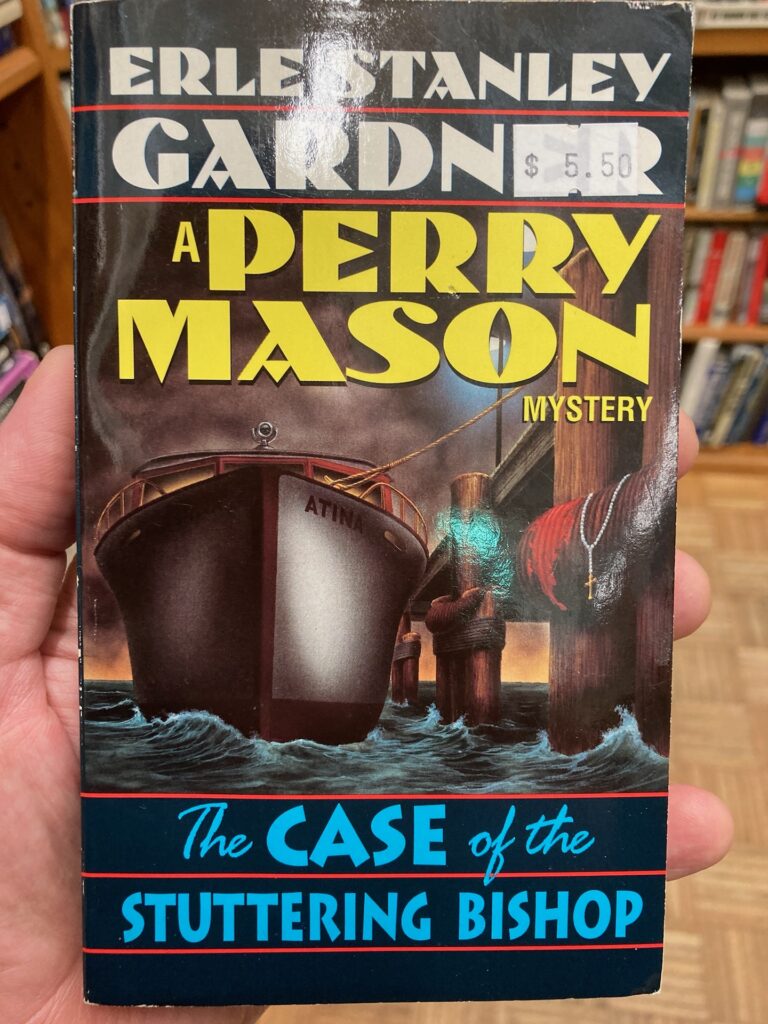 ERLE STANLEY
GARDNER
$ 5.50
A PERRY
MASON
MYSTERY
ATINA
The CASE of the
STUTTERING BISHOP